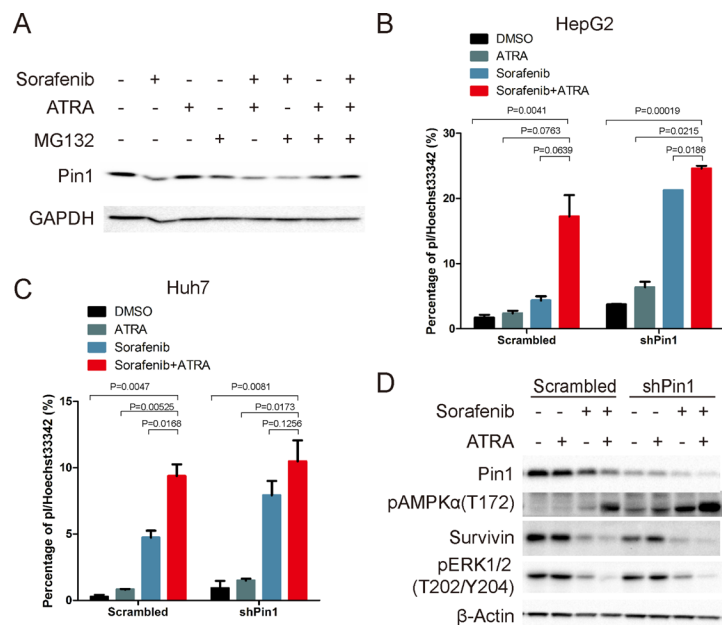 A
Sorafenib - + - - + + - +
ATRA - - + - + - + +
MG132 - - - + - + + +
Pin1
GAPDH
B
HepG2
DMSO
ATRA
Sorafenib
Sorafenib+ATRA
Percentage of pI/Hoechst33342 (%)
30
20
10
0
P=0.0041
P=0.0763
P=0.0639
P=0.00019
P=0.0215
P=0.0186
Scrambled shPin1
C
Huh7
DMSO
ATRA
Sorafenib
Sorafenib+ATRA
Percentage of pI/Hoechst33342 (%)
15
10
5
0
P=0.0047
P=0.00525
P=0.0168
P=0.0081
P=0.0173
P=0.1256
Scrambled shPin1
D
Scrambled shPin1
Sorafenib - - + + - - + +
ATRA - + - + - + - +
Pin1
pAMPKα(T172)
Survivin
pERK1/2
(T202/Y204)
β-Actin